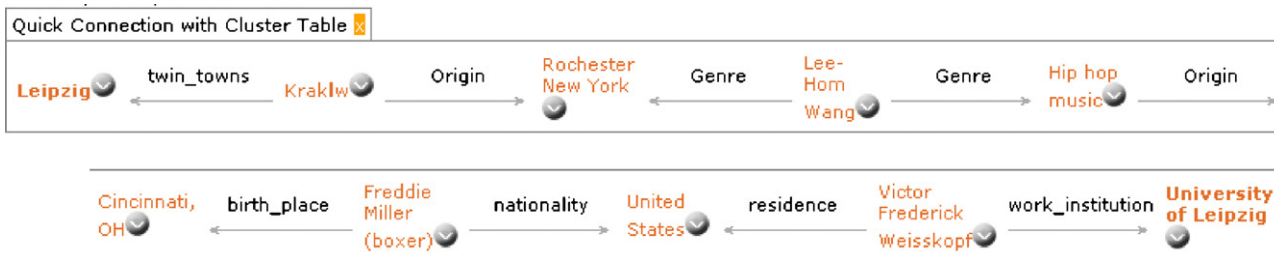 Quick Connection with Cluster Table x
Leipzig twin_towns Kraklw Origin Rochester New York Genre Lee-Hom Wang Genre Hip hop music Origin
Cincinnati, OH birth_place Freddie Miller (boxer) nationality United States residence Victor Frederick Weisskopf work_institution University of Leipzig